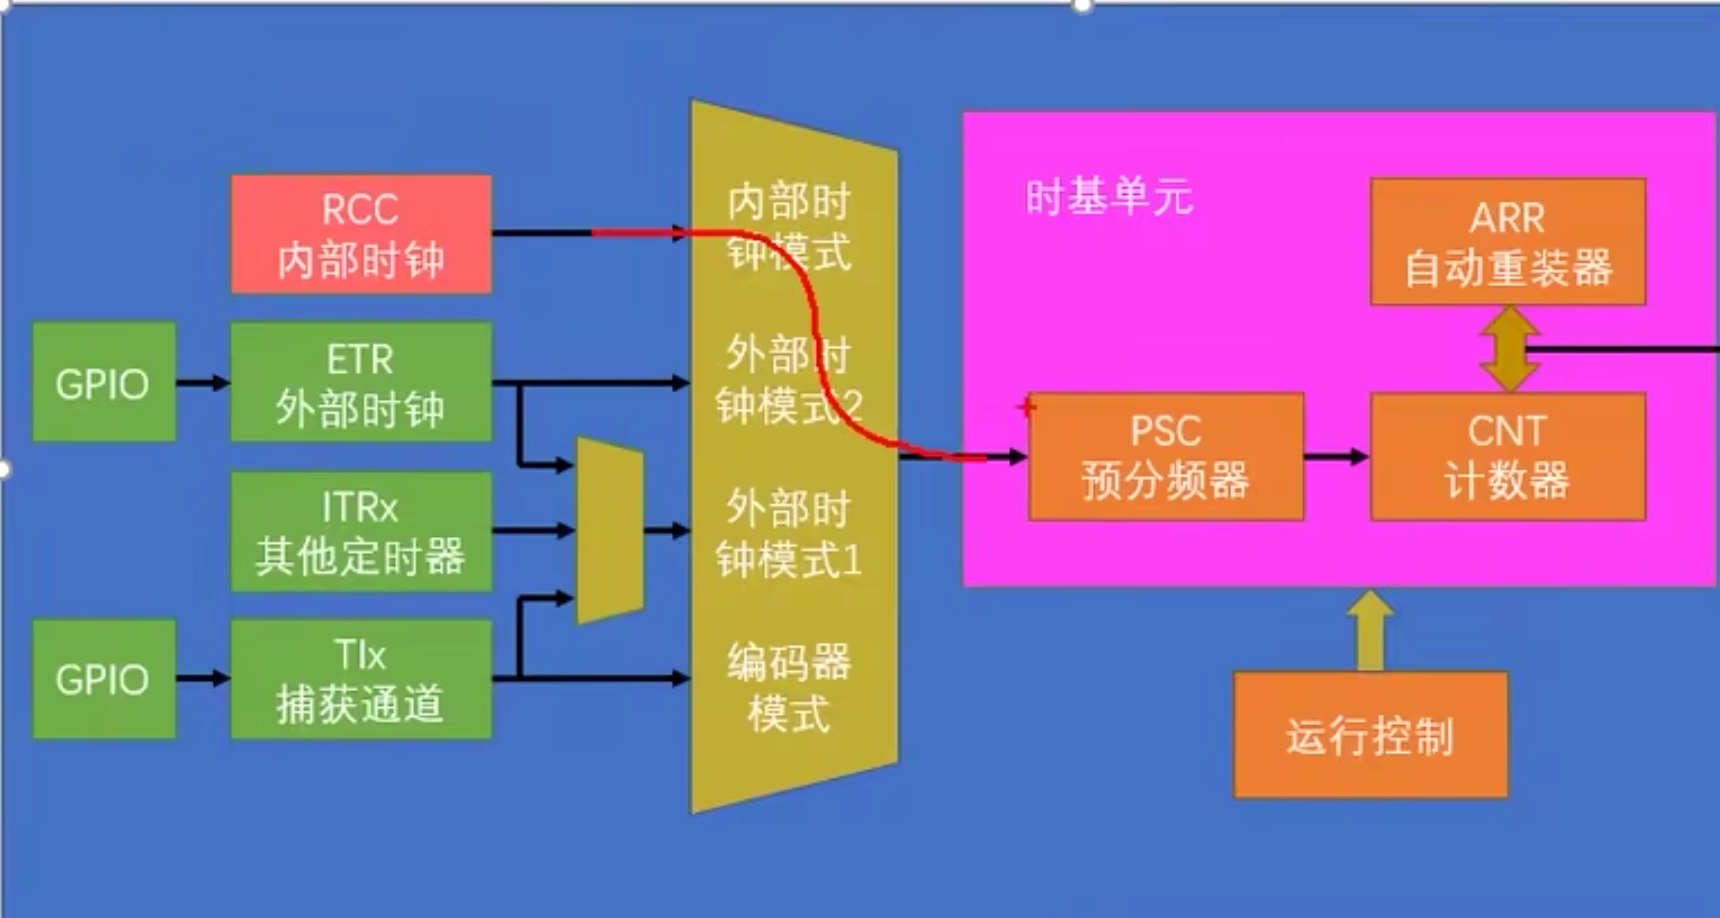 RCC
内部时钟
GPIO
ETR
外部时钟
ITRx
其他定时器
GPIO
TIx
捕获通道
内部时
钟模式
外部时
钟模式2
外部时
钟模式1
编码器
模式
时基单元
ARR
自动重装器
PSC
预分频器
CNT
计数器
运行控制